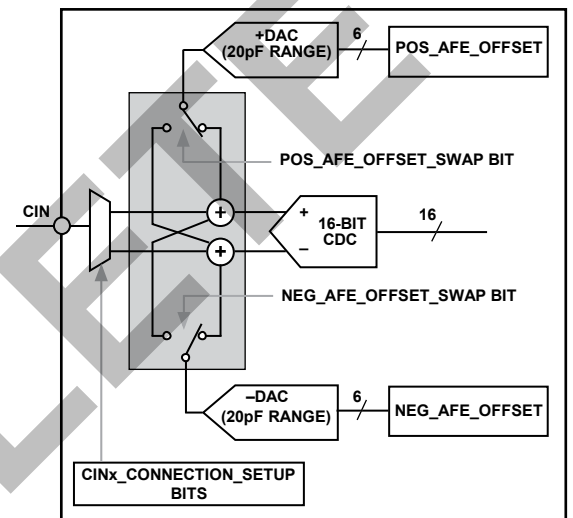 +DAC
(20pF RANGE)
6
POS_AFE_OFFSET
POS_AFE_OFFSET_SWAP BIT
CIN
+
+
–
16-BIT
CDC
16
+
NEG_AFE_OFFSET_SWAP BIT
–DAC
(20pF RANGE)
6
NEG_AFE_OFFSET
CINx_CONNECTION_SETUP
BITS
LETE